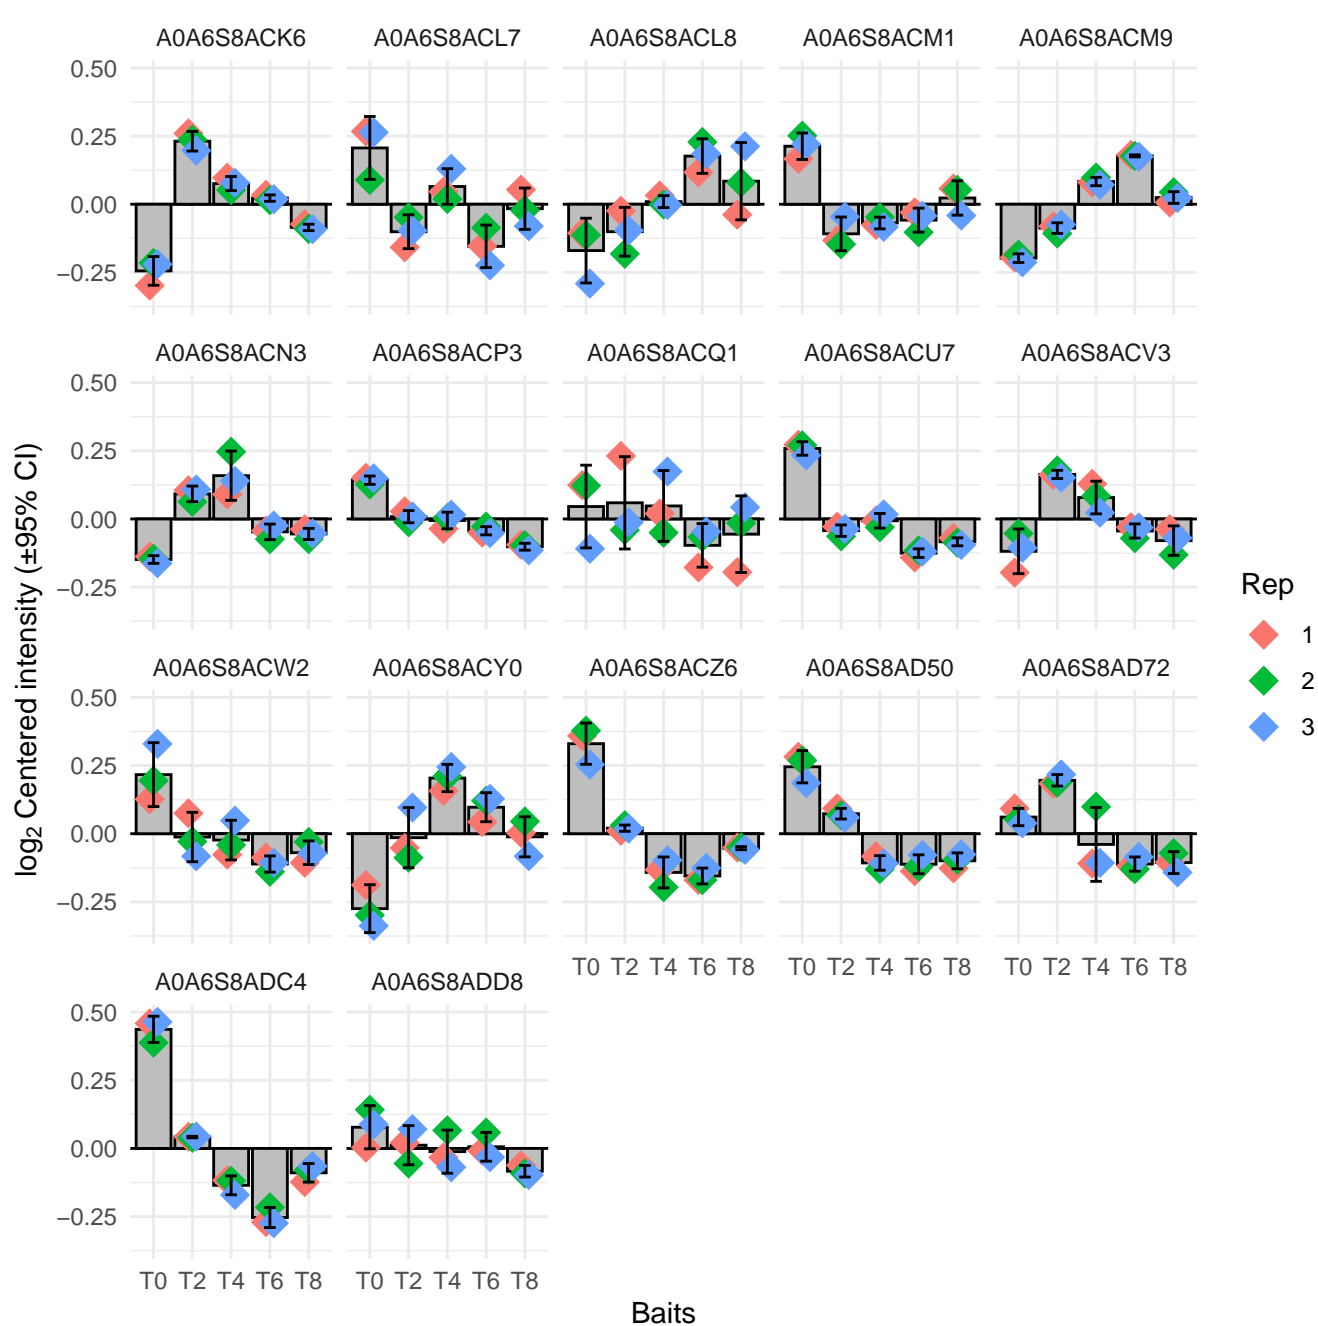 A0A6S8ACK6 A0A6S8ACL7 A0A6S8ACL8 A0A6S8ACM1 A0A6S8ACM9
0.50
0.25
0.00
−0.25
A0A6S8ACN3 A0A6S8ACP3 A0A6S8ACQ1 A0A6S8ACU7 A0A6S8ACV3
0.50
0.25
0.00
−0.25
A0A6S8ACW2 A0A6S8ACY0 A0A6S8ACZ6 A0A6S8AD50 A0A6S8AD72
0.50
0.25
0.00
−0.25
T0 T2 T4 T6 T8 T0 T2 T4 T6 T8 T0 T2 T4 T6 T8
A0A6S8ADC4 A0A6S8ADD8
0.50
0.25
0.00
−0.25
T0 T2 T4 T6 T8 T0 T2 T4 T6 T8
Baits
log₂ Centered intensity (±95% CI)
Rep
1
2
3